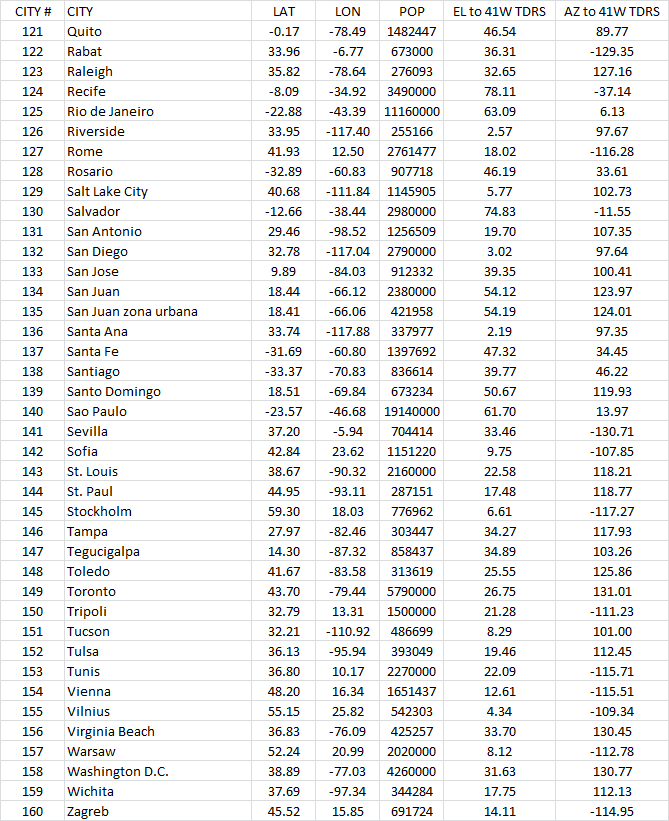 CITY # CITY LAT LON POP EL to 41W TDRS AZ to 41W TDRS
121 Quito -0.17 -78.49 1482447 46.54 89.77
122 Rabat 33.96 -6.77 673000 36.31 -129.35
123 Raleigh 35.82 -78.64 276093 32.65 127.16
124 Recife -8.09 -34.92 3490000 78.11 -37.14
125 Rio de Janeiro -22.88 -43.39 11160000 63.09 6.13
126 Riverside 33.95 -117.40 255166 2.57 97.67
127 Rome 41.93 12.50 2761477 18.02 -116.28
128 Rosario -32.89 -60.83 907718 46.19 33.61
129 Salt Lake City 40.68 -111.84 1145905 5.77 102.73
130 Salvador -12.66 -38.44 2980000 74.83 -11.55
131 San Antonio 29.46 -98.52 1256509 19.70 107.35
132 San Diego 32.78 -117.04 2790000 3.02 97.64
133 San Jose 9.89 -84.03 912332 39.35 100.41
134 San Juan 18.44 -66.12 2380000 54.12 123.97
135 San Juan zona urbana 18.41 -66.06 421958 54.19 124.01
136 Santa Ana 33.74 -117.88 337977 2.19 97.35
137 Santa Fe -31.69 -60.80 1397692 47.32 34.45
138 Santiago -33.37 -70.83 836614 39.77 46.22
139 Santo Domingo 18.51 -69.84 673234 50.67 119.93
140 Sao Paulo -23.57 -46.68 19140000 61.70 13.97
141 Sevilla 37.20 -5.94 704414 33.46 -130.71
142 Sofia 42.84 23.62 1151220 9.75 -107.85
143 St. Louis 38.67 -90.32 2160000 22.58 118.21
144 St. Paul 44.95 -93.11 287151 17.48 118.77
145 Stockholm 59.30 18.03 776962 6.61 -117.27
146 Tampa 27.97 -82.46 303447 34.27 117.93
147 Tegucigalpa 14.30 -87.32 858437 34.89 103.26
148 Toledo 41.67 -83.58 313619 25.55 125.86
149 Toronto 43.70 -79.44 5790000 26.75 131.01
150 Tripoli 32.79 13.31 1500000 21.28 -111.23
151 Tucson 32.21 -110.92 486699 8.29 101.00
152 Tulsa 36.13 -95.94 393049 19.46 112.45
153 Tunis 36.80 10.17 2270000 22.09 -115.71
154 Vienna 48.20 16.34 1651437 12.61 -115.51
155 Vilnius 55.15 25.82 542303 4.34 -109.34
156 Virginia Beach 36.83 -76.09 425257 33.70 130.45
157 Warsaw 52.24 20.99 2020000 8.12 -112.78
158 Washington D.C. 38.89 -77.03 4260000 31.63 130.77
159 Wichita 37.69 -97.34 344284 17.75 112.13
160 Zagreb 45.52 15.85 691724 14.11 -114.95